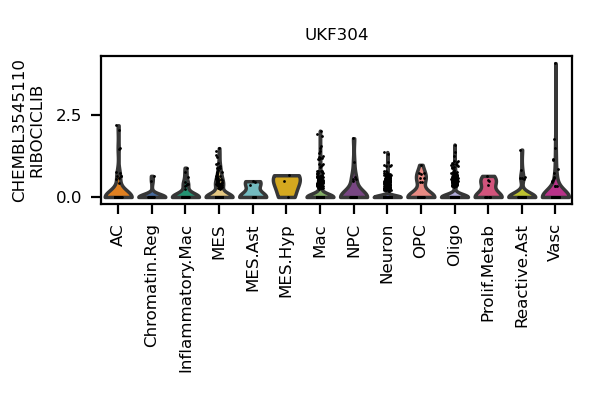 UKF304
CHEMBL3545110
RIBOCICLIB
2.5
0.0
AC
Chromatin.Reg
Inflammatory.Mac
MES
MES.Ast
MES.Hyp
Mac
NPC
Neuron
OPC
Oligo
Prolif.Metab
Reactive.Ast
Vasc